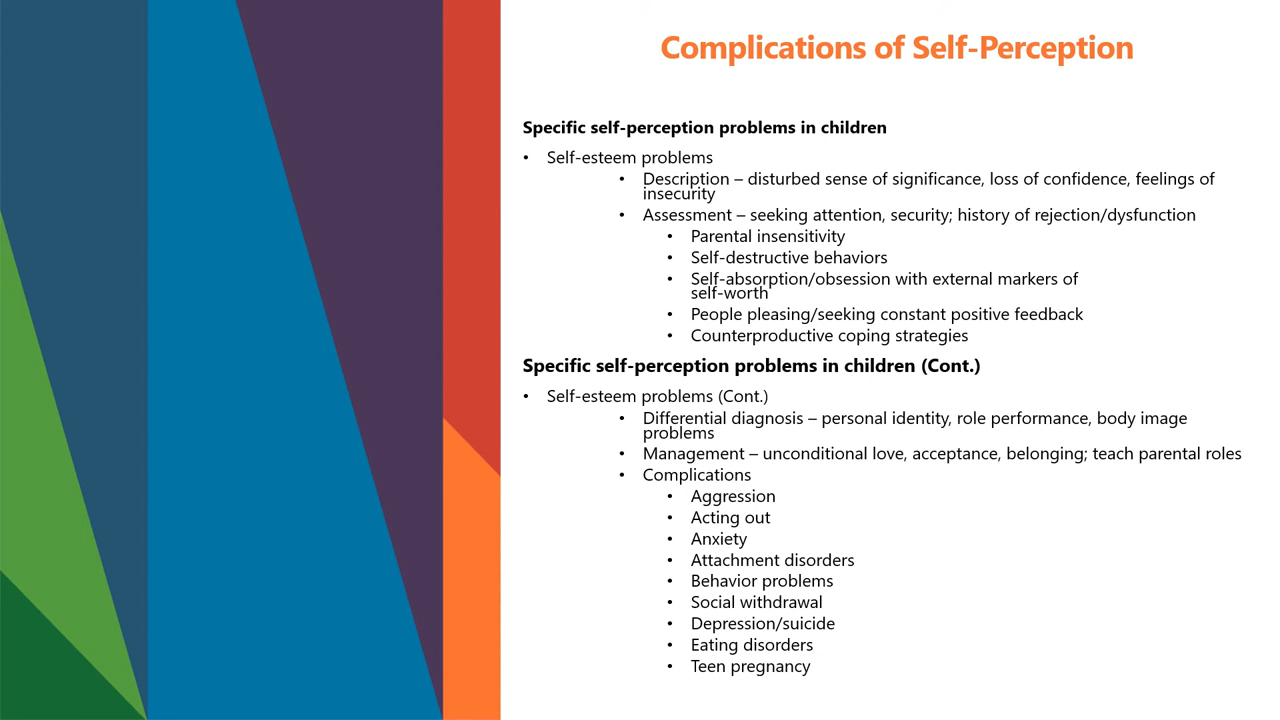 Complications of Self-Perception
Specific self-perception problems in children
• Self-esteem problems
• Description – disturbed sense of significance, loss of confidence, feelings of
insecurity
• Assessment – seeking attention, security; history of rejection/dysfunction
• Parental insensitivity
• Self-destructive behaviors
• Self-absorption/obsession with external markers of
self-worth
• People pleasing/seeking constant positive feedback
• Counterproductive coping strategies
Specific self-perception problems in children (Cont.)
• Self-esteem problems (Cont.)
• Differential diagnosis – personal identity, role performance, body image
problems
• Management – unconditional love, acceptance, belonging; teach parental roles
• Complications
• Aggression
• Acting out
• Anxiety
• Attachment disorders
• Behavior problems
• Social withdrawal
• Depression/suicide
• Eating disorders
• Teen pregnancy